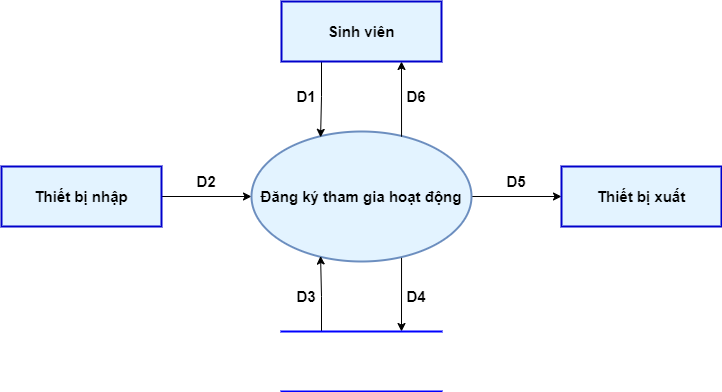 Sinh viên
D1
D6
Thiết bị nhập
D2
Đăng ký tham gia hoạt động
D5
Thiết bị xuất
D3
D4